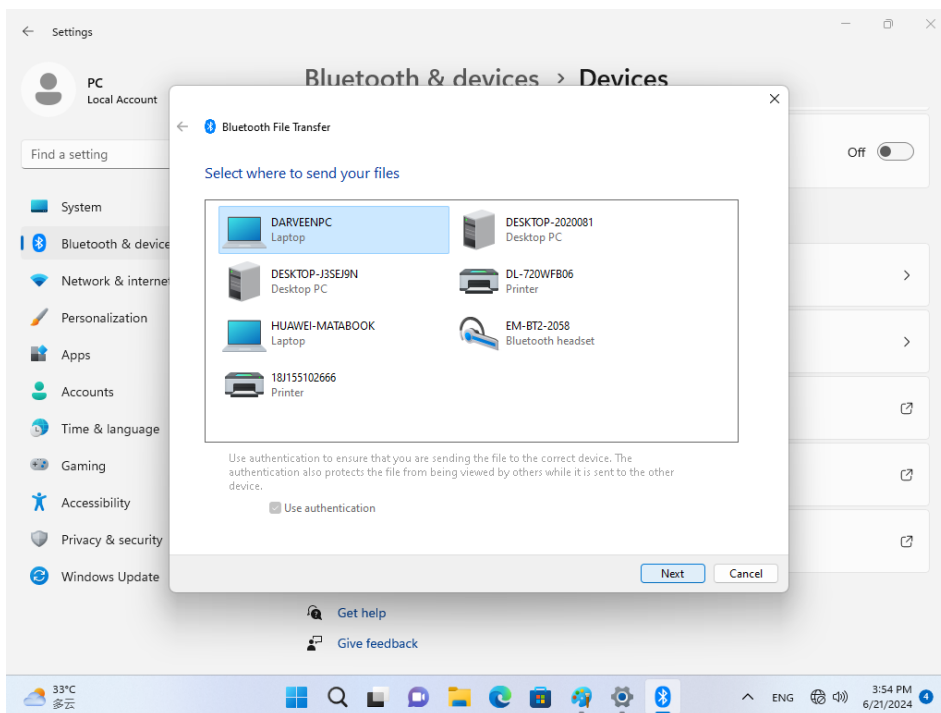 Settings
PC
Local Account
Find a setting
System
Bluetooth & device
Network & interne
Personalization
Apps
Accounts
Time & language
Gaming
Accessibility
Privacy & security
Windows Update
Bluetooth & devices > Devices
Off
Bluetooth File Transfer
Select where to send your files
DARVEENPC
Laptop
DESKTOP-2020081
Desktop PC
DESKTOP-J3SEJ9N
Desktop PC
DL-720WFB06
Printer
HUAWEI-MATABOOK
Laptop
EM-BT2-2058
Bluetooth headset
18J155102666
Printer
Use authentication to ensure that you are sending the file to the correct device. The
authentication also protects the file from being viewed by others while it is sent to the other
device.
Use authentication
Next
Cancel
Get help
Give feedback
33°C
多云
ENG
3:54 PM
6/21/2024
4